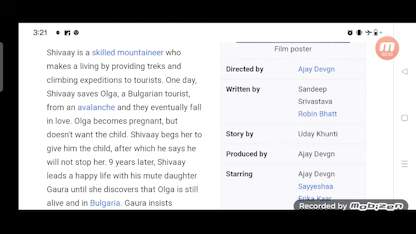 3:21
Shivaay is a skilled mountaineer who
makes a living by providing treks and
climbing expeditions to tourists. One day,
Shivaay saves Olga, a Bulgarian tourist,
from an avalanche and they eventually fall
in love. Olga becomes pregnant, but
doesn't want the child. Shivaay begs her to
give him the child, after which he says he
will not stop her. 9 years later, Shivaay
leads a happy life with his mute daughter
Gaura until she discovers that Olga is still
alive and in Bulgaria. Gaura insists
Film poster
Directed by Ajay Devgn
Written by Sandeep
Srivastava
Robin Bhatt
Story by Uday Khunti
Produced by Ajay Devgn
Starring Ajay Devgn
Sayyeshaa
Erika Kaar
Recorded by Mobizen